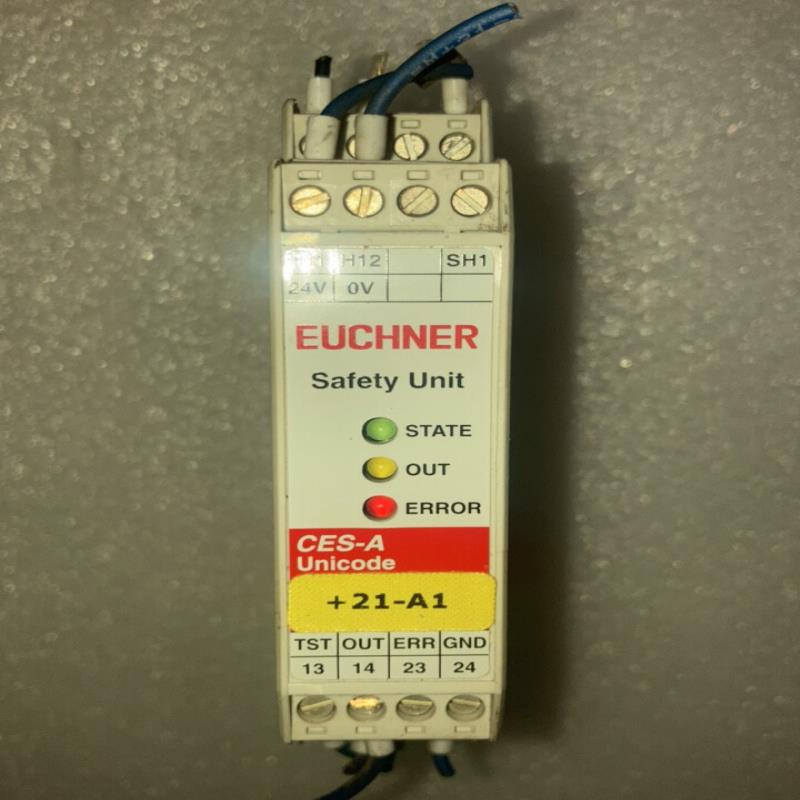 H12 SH1
24V 0V
EUCHNER
Safety Unit
STATE
OUT
ERROR
CES-A
Unicode
+21-A1
TST OUT ERR GND
13 14 23 24